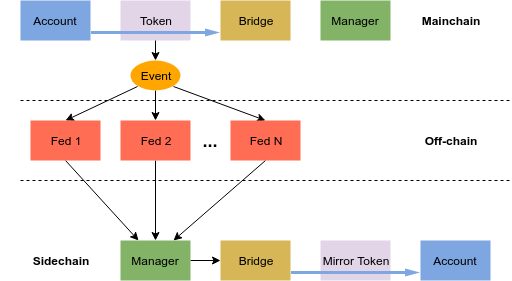 Account
Token
Bridge
Manager
Mainchain
Event
Fed 1
Fed 2
...
Fed N
Off-chain
Sidechain
Manager
Bridge
Mirror Token
Account